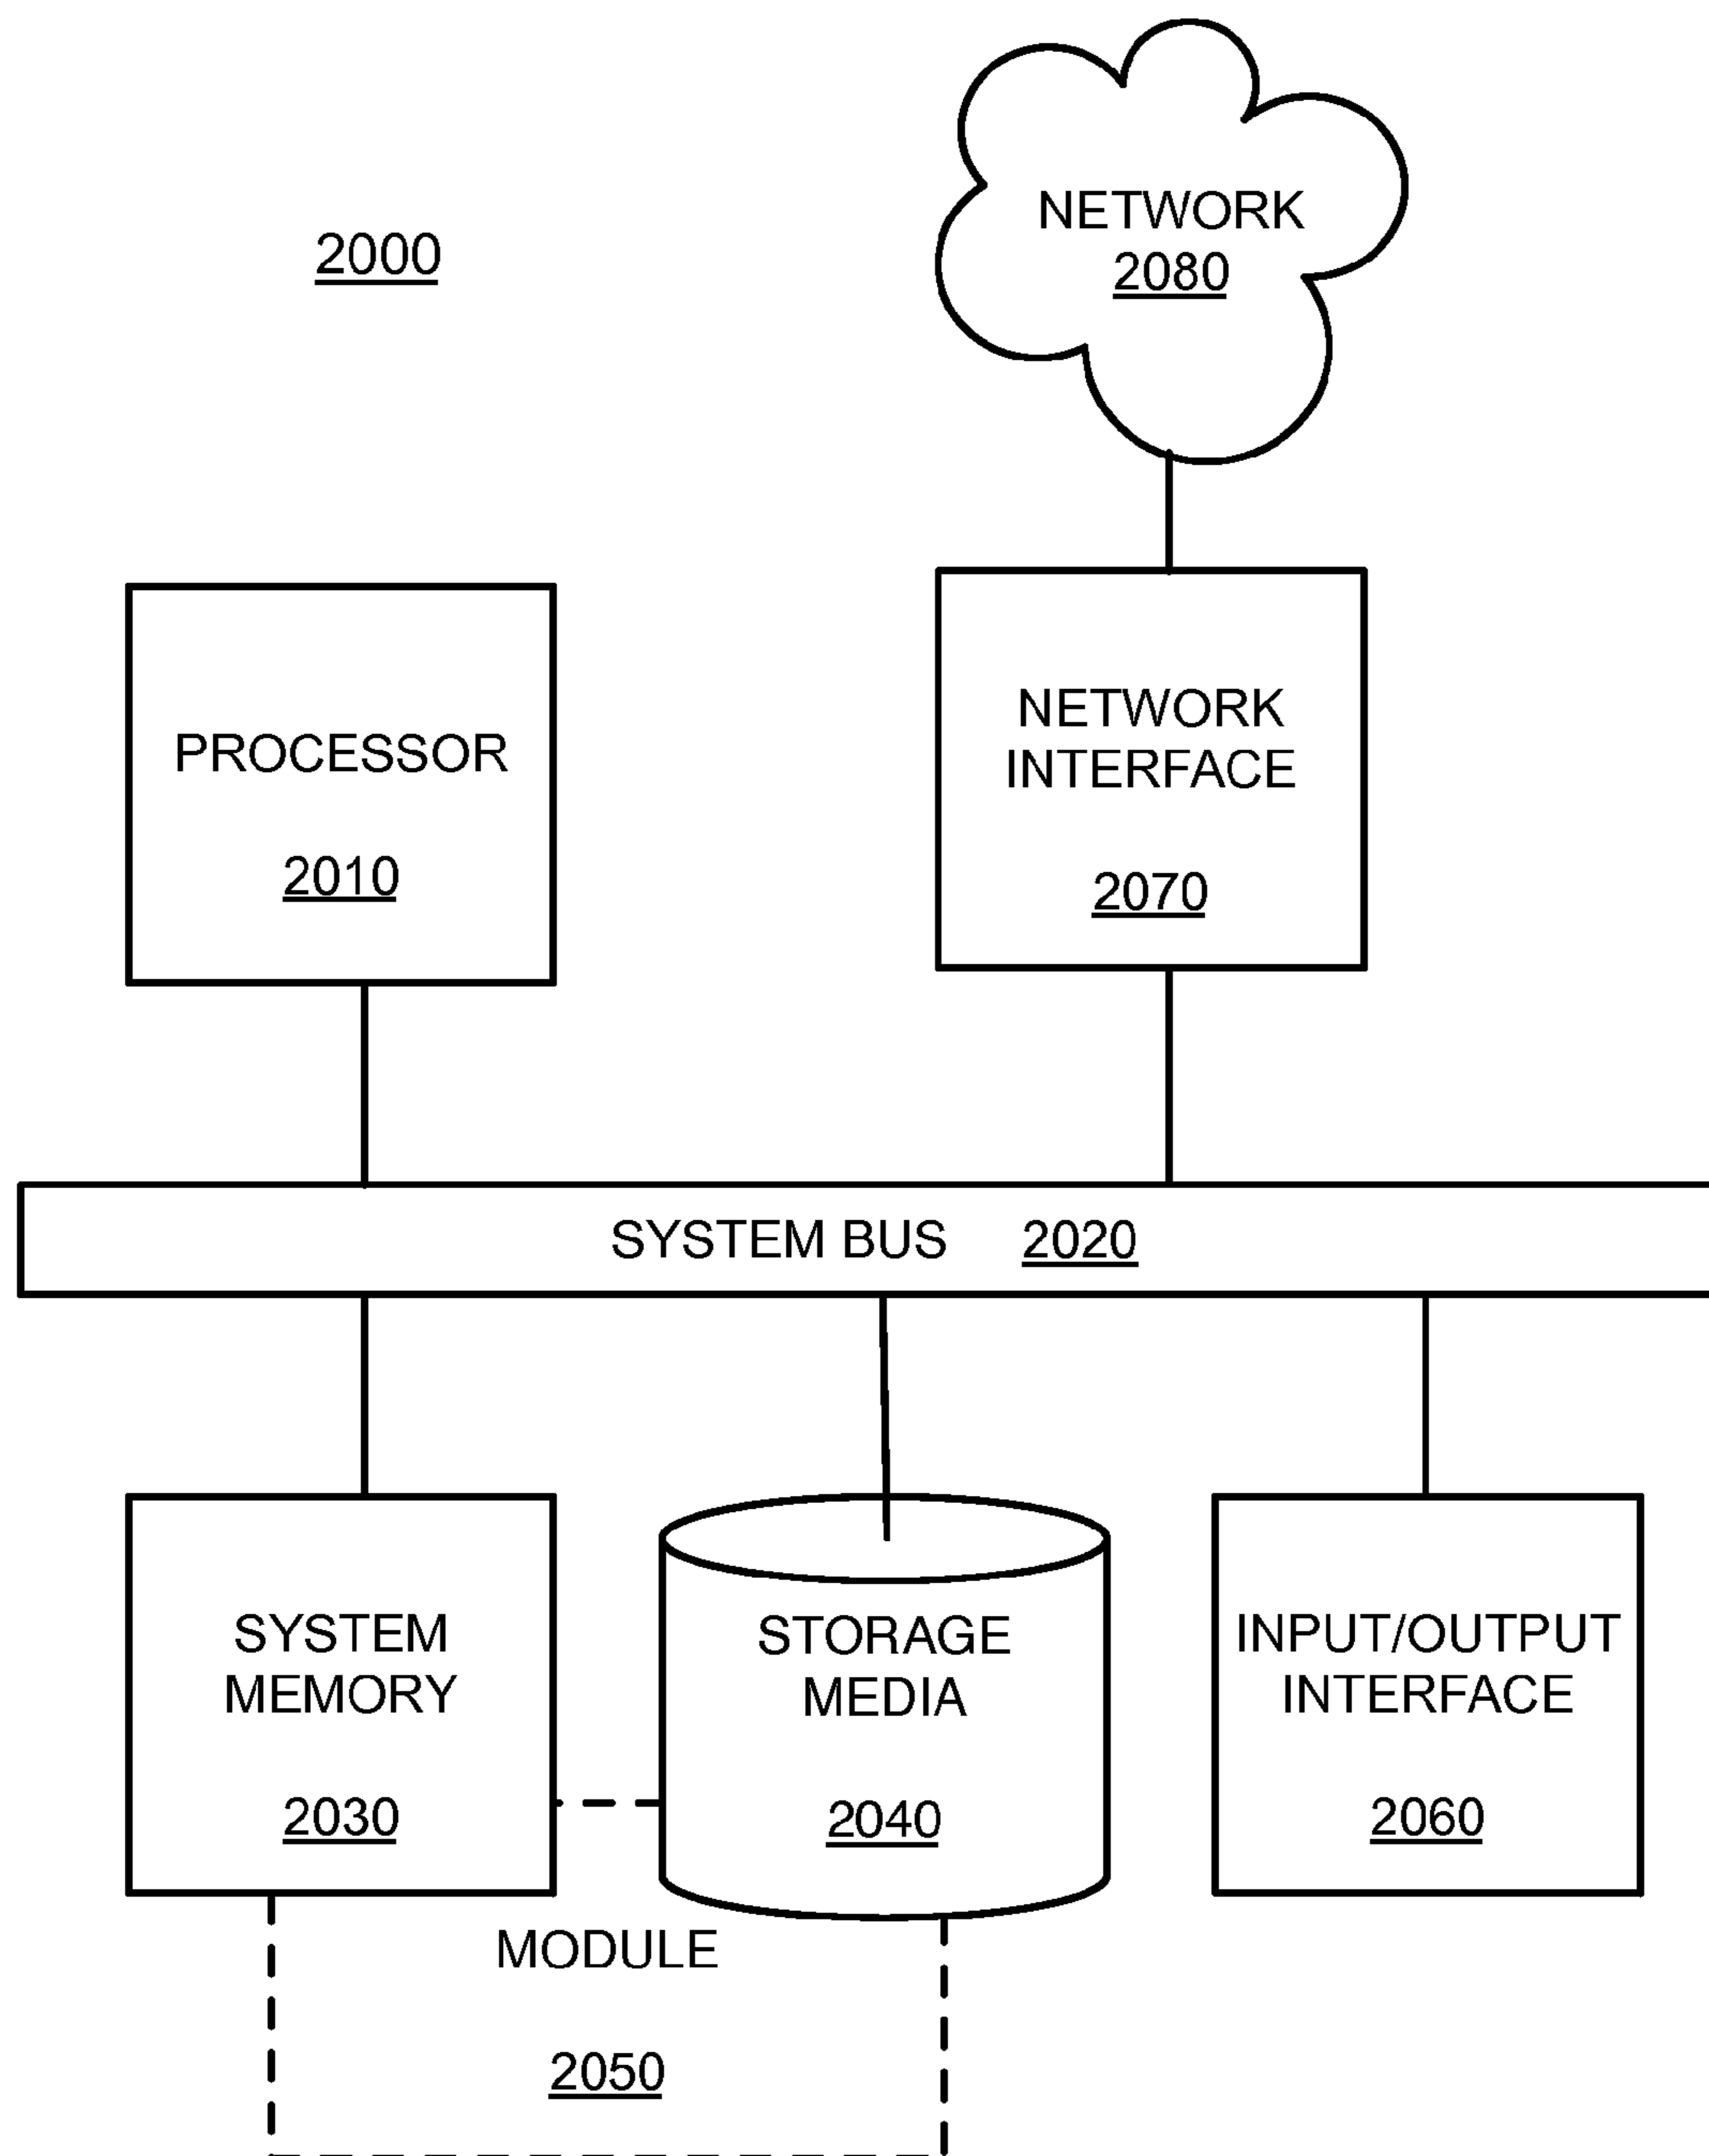 NETWORK
2080
2000
PROCESSOR
2010
NETWORK
INTERFACE
2070
SYSTEM BUS 2020
SYSTEM
MEMORY
2030
STORAGE
MEDIA
2040
INPUT/OUTPUT
INTERFACE
2060
MODULE
2050